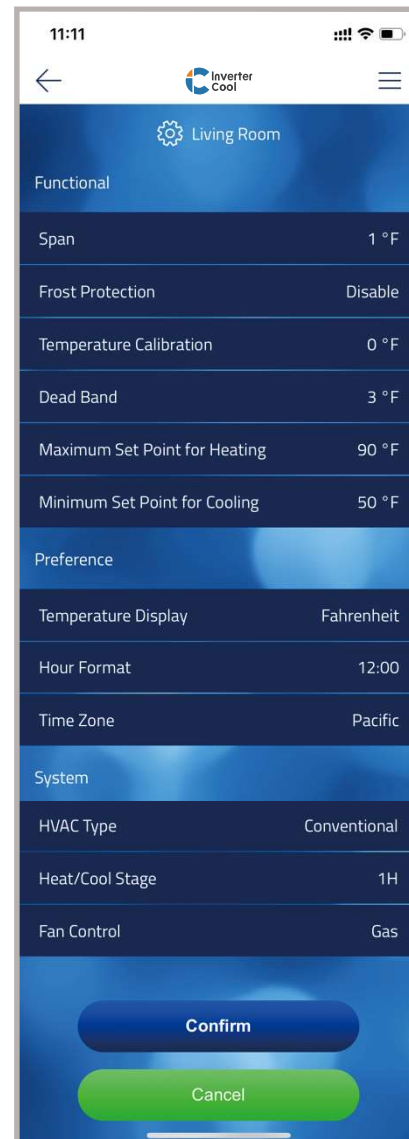 11:11
Inverter
Cool
Living Room
Functional
Span 1 °F
Frost Protection Disable
Temperature Calibration 0 °F
Dead Band 3 °F
Maximum Set Point for Heating 90 °F
Minimum Set Point for Cooling 50 °F
Preference
Temperature Display Fahrenheit
Hour Format 12:00
Time Zone Pacific
System
HVAC Type Conventional
Heat/Cool Stage 1H
Fan Control Gas
Confirm
Cancel